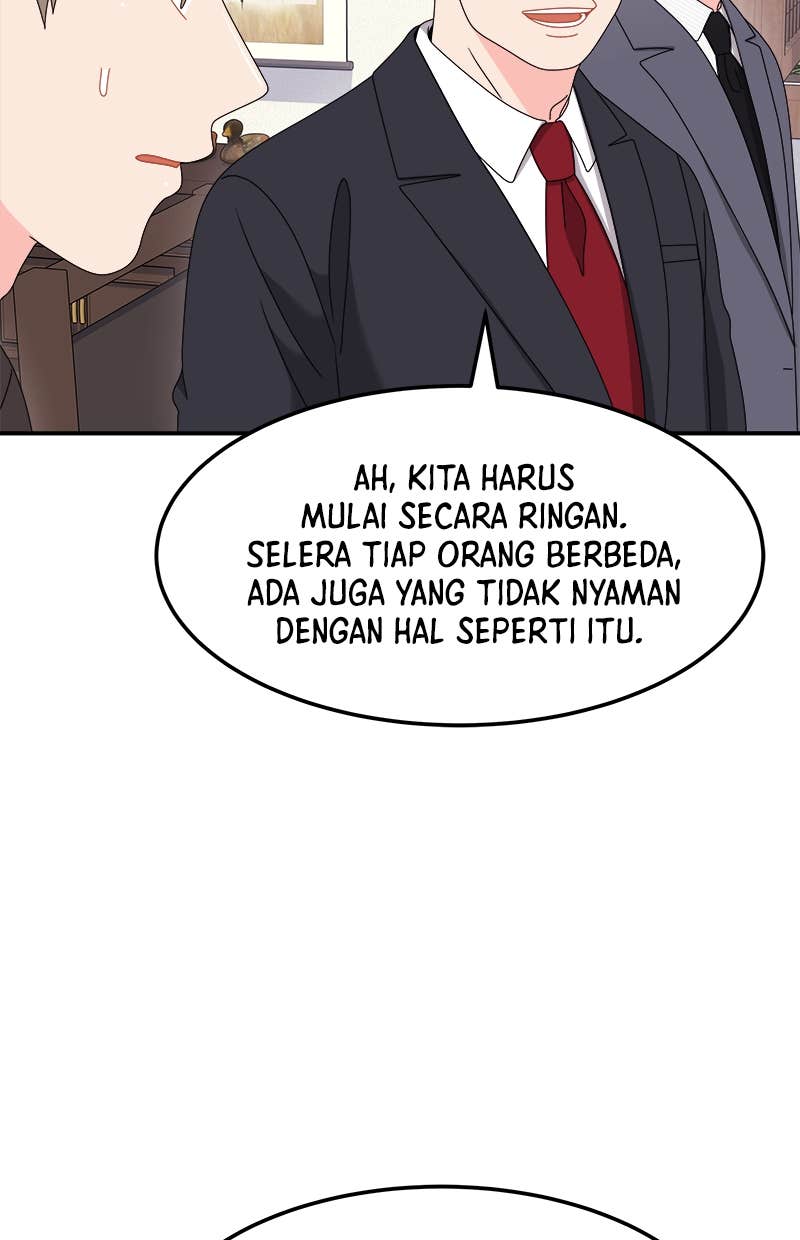 AH, KITA HARUS
MULAI SECARA RINGAN.
SELERA TIAP ORANG BERBEDA,
ADA JUGA YANG TIDAK NYAMAN
DENGAN HAL SEPERTI ITU.